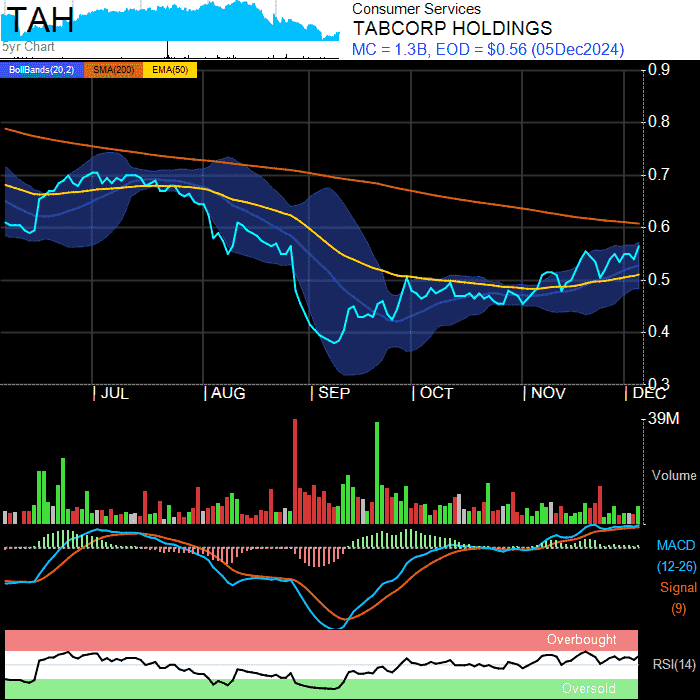 TAH
5yr Chart
Consumer Services
TABCORP HOLDINGS
MC = 1.3B, EOD = $0.56 (05Dec2024)
BollBands(20,2) SMA(200) EMA(50)
0.9
0.8
0.7
0.6
0.5
0.4
0.3
| JUL | AUG | SEP | OCT | NOV | DEC
39M
Volume
MACD
(12-26)
Signal
(9)
Overbought
RSI(14)
Oversold